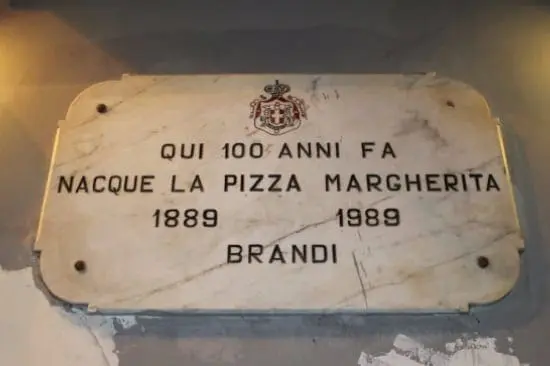 QUI 100 ANNI FA
NACQUE LA PIZZA MARGHERITA
1889 1989
BRANDI